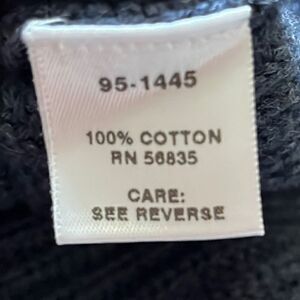 95-1445
100% COTTON
RN 56835
CARE:
SEE REVERSE